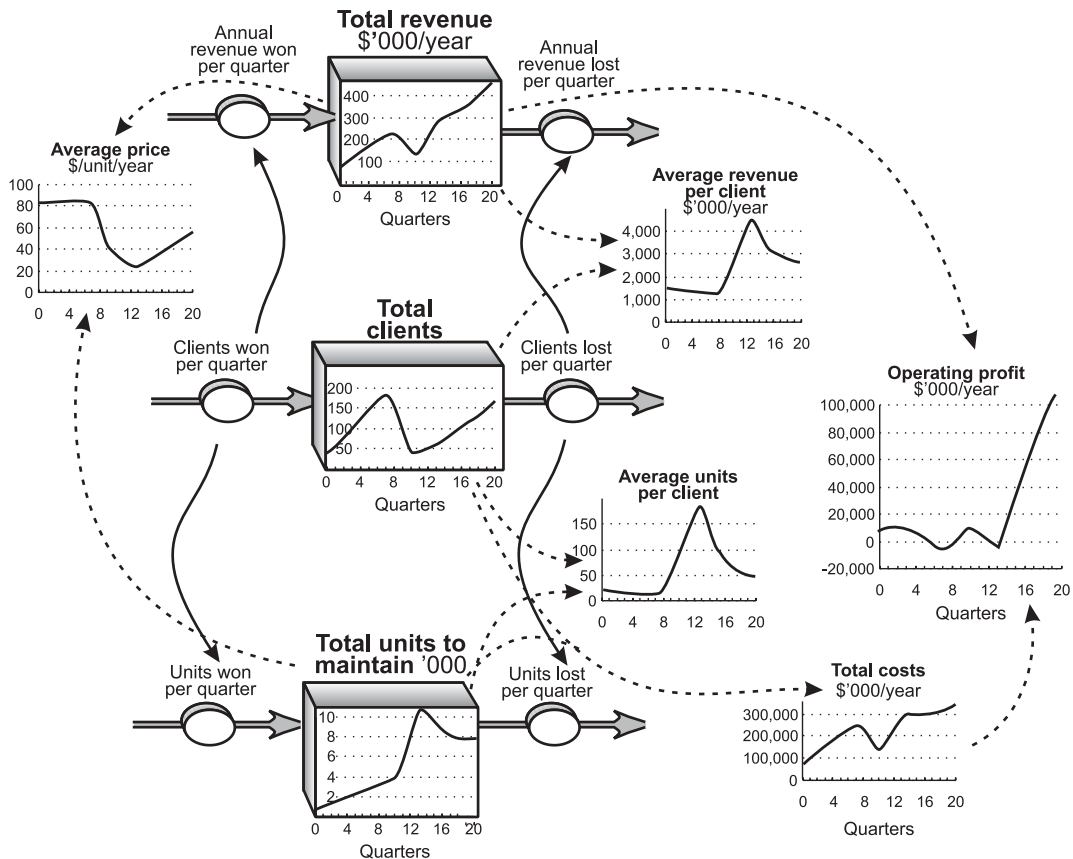 Total revenue
$'000/year
Annual
revenue won
per quarter
400
300
200
100
0 4 8 12 16 20
Quarters
Annual
revenue lost
per quarter
Average price
$/unit/year
100
80
60
40
20
0
0 4 8 12 16 20
Average revenue
per client
$'000/year
4,000
3,000
2,000
1,000
0
0 4 8 12 16 20
Total
clients
Clients won
per quarter
200
150
100
50
0 4 8 12 16 20
Quarters
Clients lost
per quarter
Operating profit
$'000/year
100,000
80,000
60,000
40,000
20,000
0
-20,000
0 4 8 12 16 20
Quarters
Average units
per client
150
100
50
0
0 4 8 12 16 20
Total units to
maintain '000
Units won
per quarter
10
8
6
4
2
0 4 8 12 16 20
Quarters
Units lost
per quarter
Total costs
$'000/year
300,000
200,000
100,000
0
0 4 8 12 16 20
Quarters